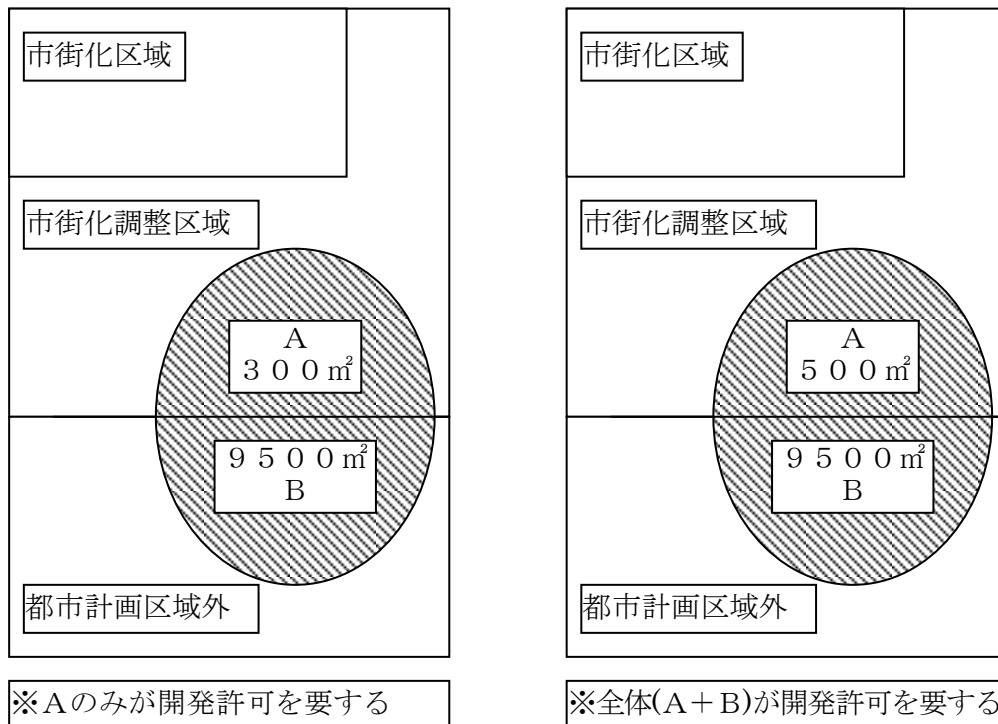 市街化区域
市街化調整区域
A
300㎡
9500㎡
B
都市計画区域外
※Aのみが開発許可を要する
市街化区域
市街化調整区域
A
500㎡
9500㎡
B
都市計画区域外
※全体(A+B)が開発許可を要する